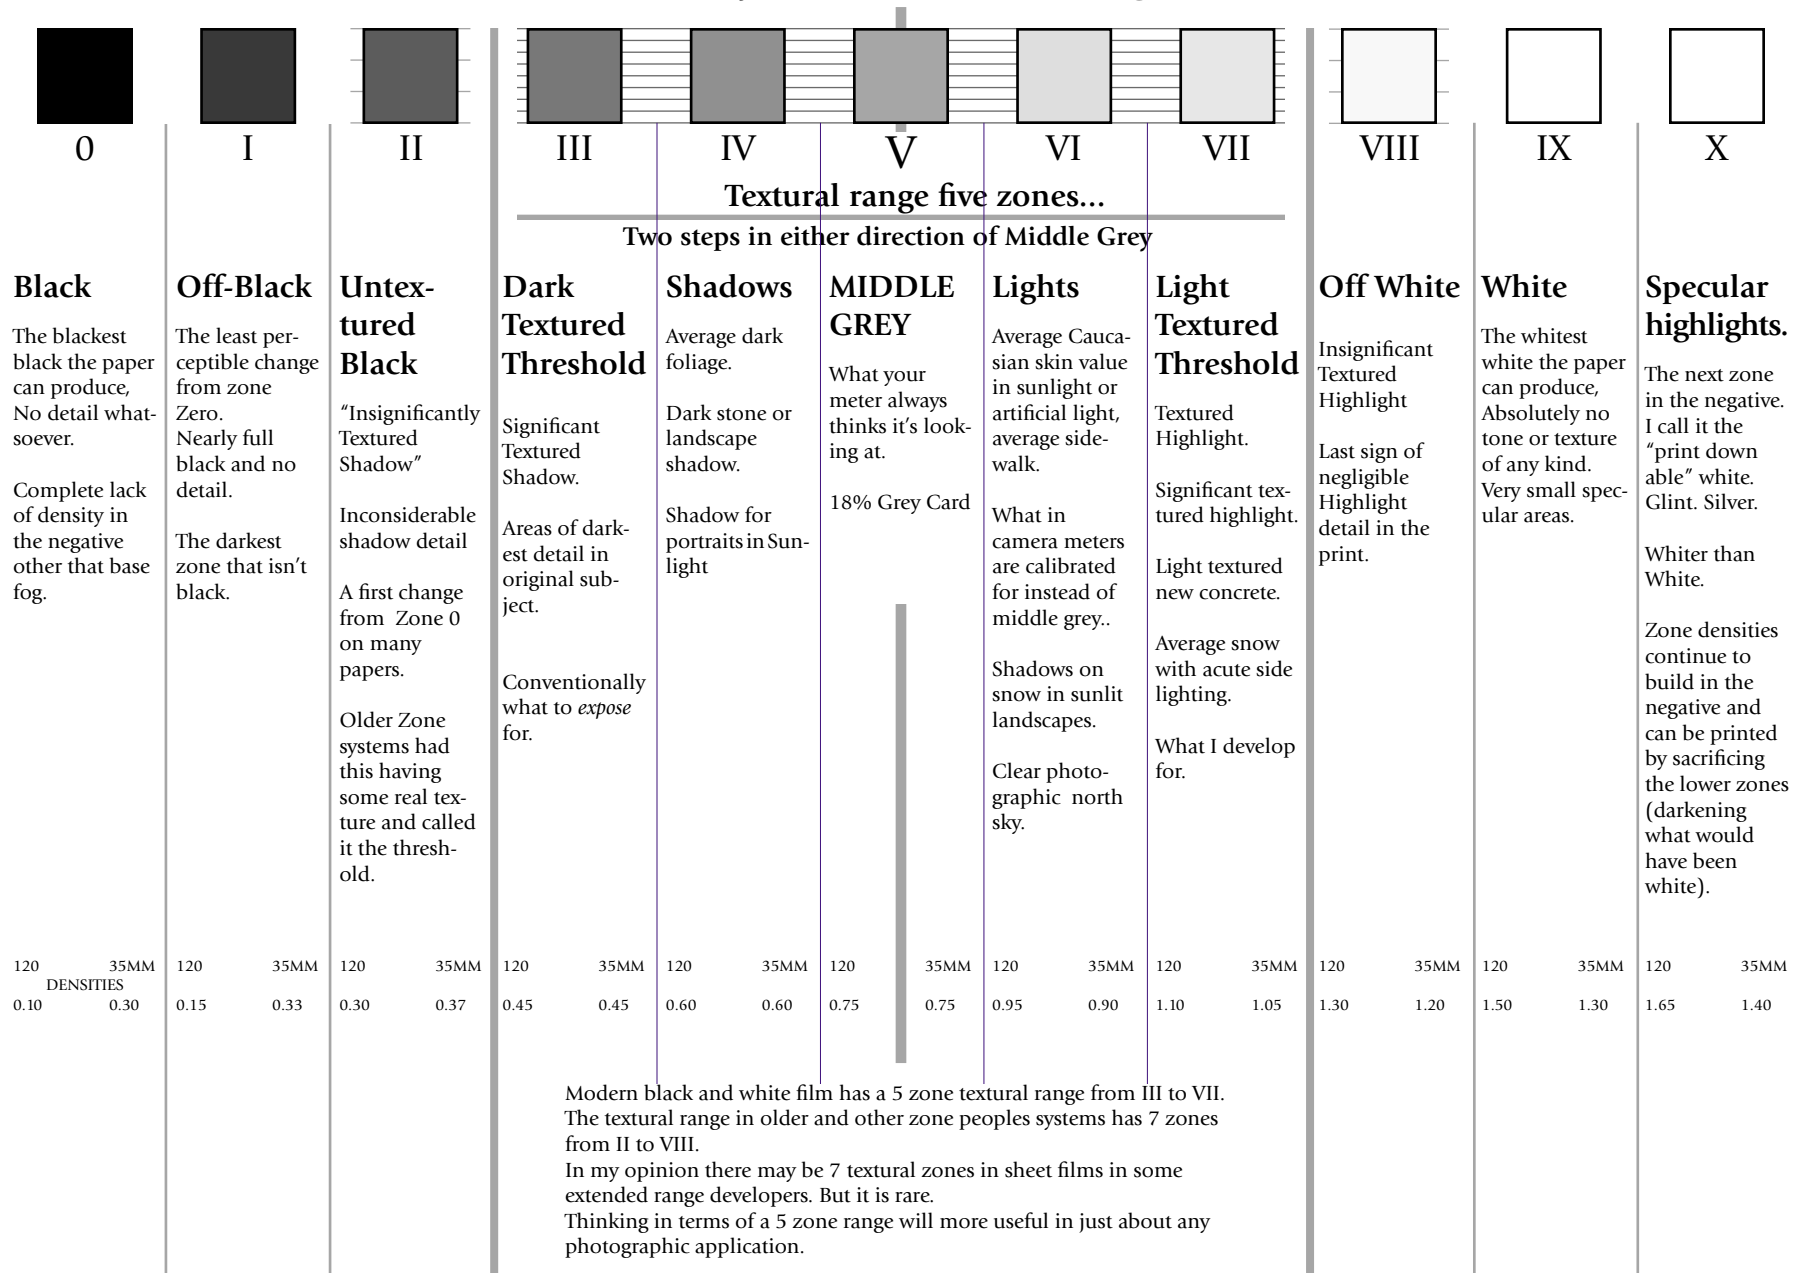 0
I
II
III
IV
V
VI
VII
VIII
IX
X
Textural range five zones...
Two steps in either direction of Middle Grey
Black
The blackest
black the paper
can produce,
No detail what-
soever.
Complete lack
of density in
the negative
other that base
fog.
Off-Black
The least per-
ceptible change
from zone
Zero.
Nearly full
black and no
detail.
The darkest
zone that isn't
black.
Untex-
tured
Black
“Insignificantly
Textured
Shadow”
Inconsiderable
shadow detail
A first change
from Zone 0
on many
papers.
Older Zone
systems had
this having
some real tex-
ture and called
it the thresh-
old.
Dark
Textured
Threshold
Significant
Textured
Shadow.
Areas of dark-
est detail in
original sub-
ject.
Conventionally
what to expose
for.
Shadows
Average dark
foliage.
Dark stone or
landscape
shadow.
Shadow for
portraits in Sun-
light
MIDDLE
GREY
What your
meter always
thinks it's look-
ing at.
18% Grey Card
Lights
Average Cauca-
sian skin value
in sunlight or
artificial light,
average side-
walk.
What in
camera meters
are calibrated
for instead of
middle grey..
Shadows on
snow in sunlit
landscapes.
Clear photo-
graphic north
sky.
Light
Textured
Threshold
Textured
Highlight.
Significant tex-
tured highlight.
Light textured
new concrete.
Average snow
with acute side
lighting.
What I develop
for.
Off White
Insignificant
Textured
Highlight
Last sign of
negligible
Highlight
detail in the
print.
White
The whitest
white the paper
can produce,
Absolutely no
tone or texture
of any kind.
Very small spec-
ular areas.
Specular
highlights.
The next zone
in the negative.
I call it the
“print down
able” white.
Glint. Silver.
Whiter than
White.
Zone densities
continue to
build in the
negative and
can be printed
by sacrificing
the lower zones
(darkening
what would
have been
white).
120 35MM 120 35MM 120 35MM 120 35MM 120 35MM 120 35MM 120 35MM 120 35MM 120 35MM 120 35MM 120 35MM
DENSITIES
0.10 0.30 0.15 0.33 0.30 0.37 0.45 0.45 0.60 0.60 0.75 0.75 0.95 0.90 1.10 1.05 1.30 1.20 1.50 1.30 1.65 1.40
Modern black and white film has a 5 zone textural range from III to VII.
The textural range in older and other zone peoples systems has 7 zones
from II to VIII.
In my opinion there may be 7 textural zones in sheet films in some
extended range developers. But it is rare.
Thinking in terms of a 5 zone range will more useful in just about any
photographic application.